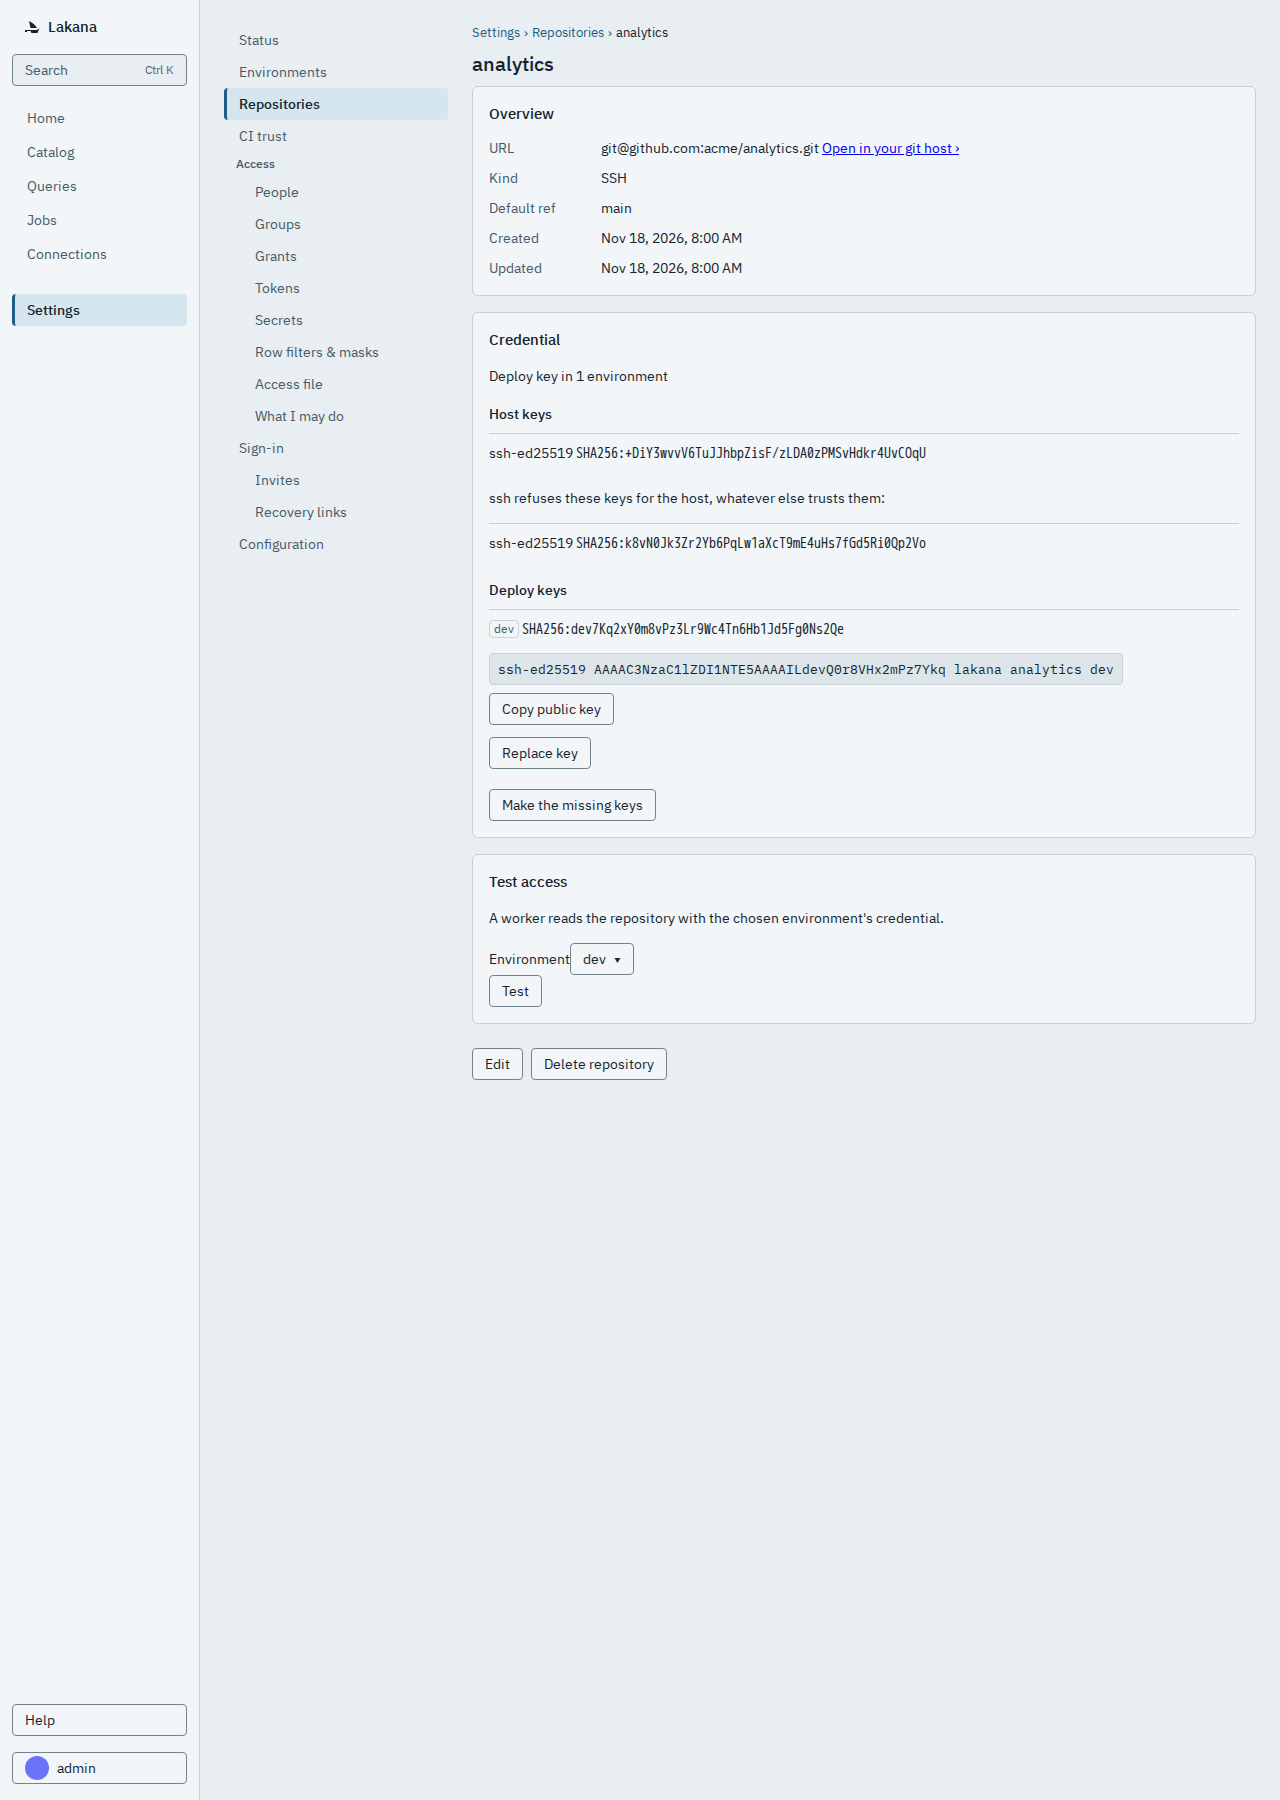 Lakana
Search Ctrl K
Home
Catalog
Queries
Jobs
Connections
Settings
Help
admin
Status
Environments
Repositories
CI trust
Access
People
Groups
Grants
Tokens
Secrets
Row filters & masks
Access file
What I may do
Sign-in
Invites
Recovery links
Configuration
Settings › Repositories › analytics
analytics
Overview
URL git@github.com:acme/analytics.git Open in your git host ›
Kind SSH
Default ref main
Created Nov 18, 2026, 8:00 AM
Updated Nov 18, 2026, 8:00 AM
Credential
Deploy key in 1 environment
Host keys
ssh-ed25519 SHA256:+DiY3wvvV6TuJJhbpZisF/zLDA0zPMSvHdkr4UvCOqU
ssh refuses these keys for the host, whatever else trusts them:
ssh-ed25519 SHA256:k8vN0Jk3Zr2Yb6PqLw1aXcT9mE4uHs7fGd5Ri0Qp2Vo
Deploy keys
dev SHA256:dev7Kq2xY0m8vPz3Lr9Wc4Tn6Hb1Jd5Fg0Ns2Qe
ssh-ed25519 AAAAC3NzaC1lZDI1NTE5AAAAILdevQ0r8VHx2mPz7Ykq lakana analytics dev
Copy public key
Replace key
Make the missing keys
Test access
A worker reads the repository with the chosen environment's credential.
Environment dev
Test
Edit Delete repository